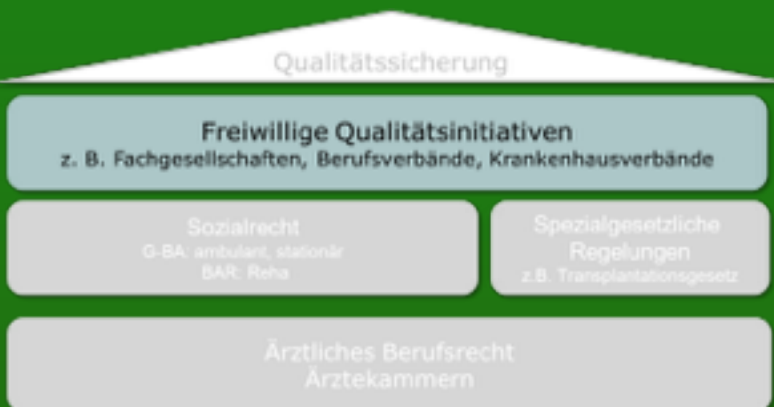 Qualitätssicherung
Freiwillige Qualitätsinitiativen
z. B. Fachgesellschaften, Berufsverbände, Krankenhausverbände
Sozialrecht
G-BA: ambulant, stationär
BAR: Reha
Spezialgesetzliche
Regelungen
z.B. Transplantationsgesetz
Ärztliches Berufsrecht
Ärztekammern